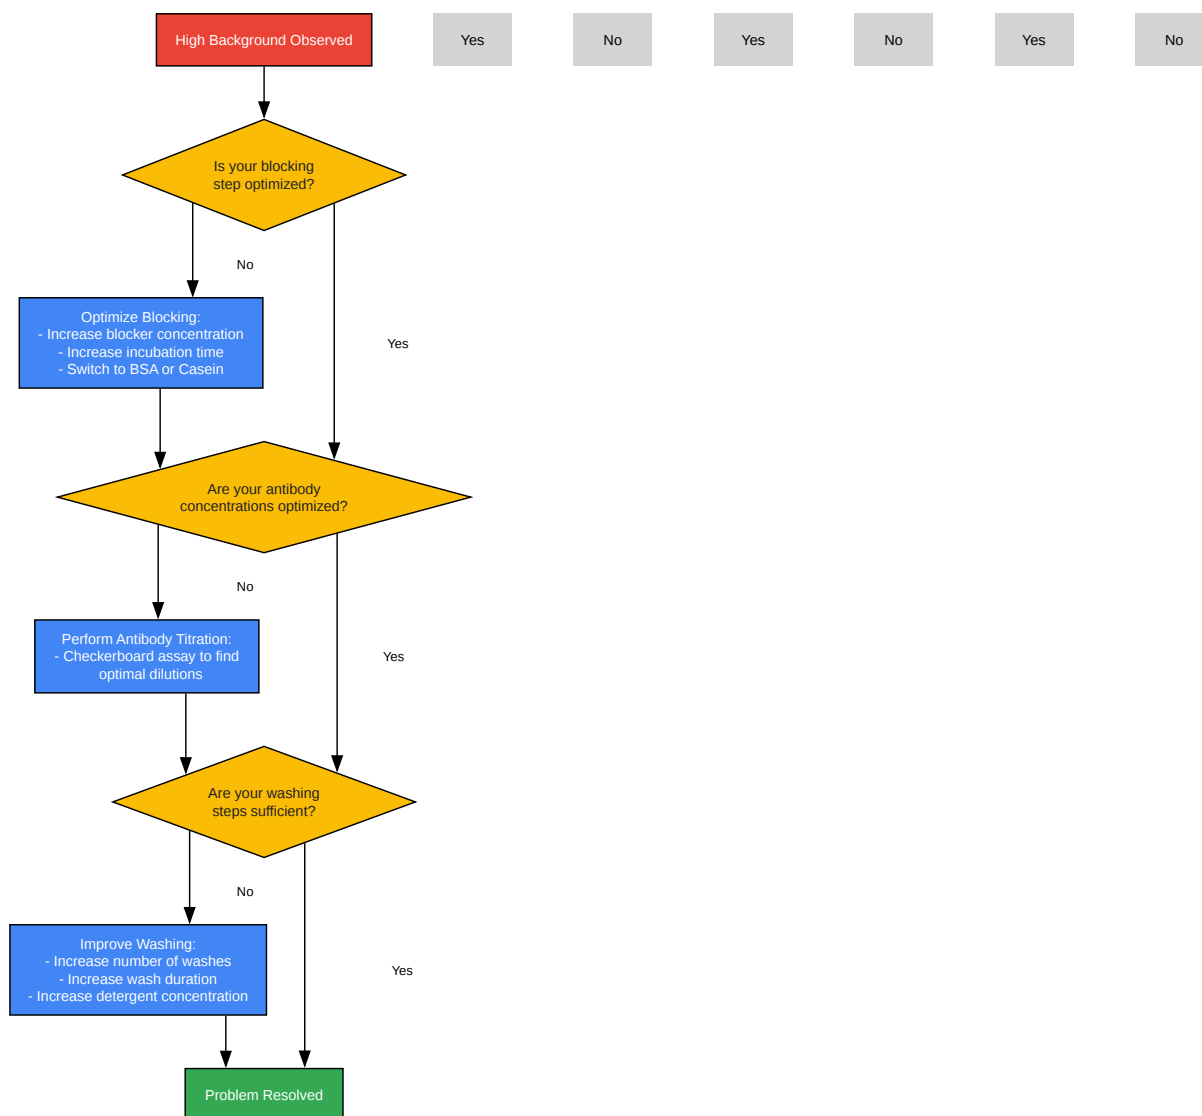 High Background Observed
Yes
No
Yes
No
Yes
No
Is your blocking
step optimized?
No
Optimize Blocking:
- Increase blocker concentration
- Increase incubation time
- Switch to BSA or Casein
Yes
Are your antibody
concentrations optimized?
No
Perform Antibody Titration:
- Checkerboard assay to find
optimal dilutions
Yes
Are your washing
steps sufficient?
No
Improve Washing:
- Increase number of washes
- Increase wash duration
- Increase detergent concentration
Yes
Problem Resolved